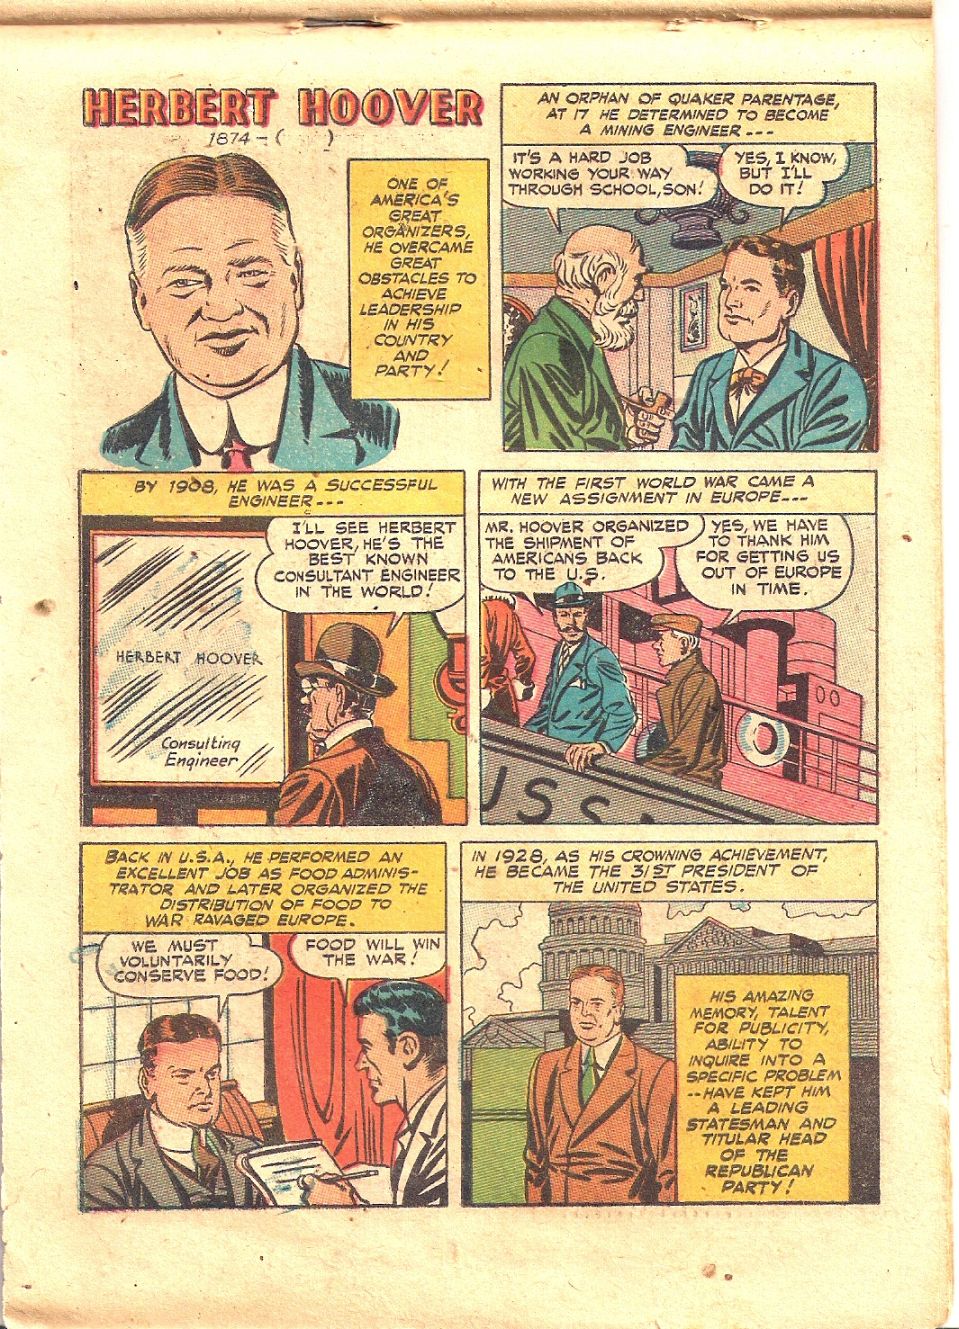 HERBERT HOOVER
1874 - (      )
ONE OF
AMERICA'S
GREAT
ORGANIZERS,
HE OVERCAME
GREAT
OBSTACLES TO
ACHIEVE
LEADERSHIP
IN HIS
COUNTRY
AND
PARTY!
AN ORPHAN OF QUAKER PARENTAGE,
AT 17 HE DETERMINED TO BECOME
A MINING ENGINEER---
IT'S A HARD JOB
WORKING YOUR WAY
THROUGH SCHOOL, SON!
YES, I KNOW,
BUT I'LL
DO IT!
BY 1908, HE WAS A SUCCESSFUL
ENGINEER---
I'LL SEE HERBERT
HOOVER, HE'S THE
BEST KNOWN
CONSULTANT ENGINEER
IN THE WORLD!
HERBERT HOOVER
Consulting
Engineer
WITH THE FIRST WORLD WAR CAME A
NEW ASSIGNMENT IN EUROPE---
MR. HOOVER ORGANIZED
THE SHIPMENT OF
AMERICANS BACK
TO THE U.S.
YES, WE HAVE
TO THANK HIM
FOR GETTING US
OUT OF EUROPE
IN TIME.
USS
BACK IN U.S.A., HE PERFORMED AN
EXCELLENT JOB AS FOOD ADMINIS-
TRATOR AND LATER ORGANIZED THE
DISTRIBUTION OF FOOD TO
WAR RAVAGED EUROPE.
WE MUST
VOLUNTARILY
CONSERVE FOOD!
FOOD WILL WIN
THE WAR!
IN 1928, AS HIS CROWNING ACHIEVEMENT,
HE BECAME THE 31ST PRESIDENT OF
THE UNITED STATES.
HIS AMAZING
MEMORY, TALENT
FOR PUBLICITY,
ABILITY TO
INQUIRE INTO A
SPECIFIC PROBLEM
--HAVE KEPT HIM
A LEADING
STATESMAN AND
TITULAR HEAD
OF THE
REPUBLICAN
PARTY!